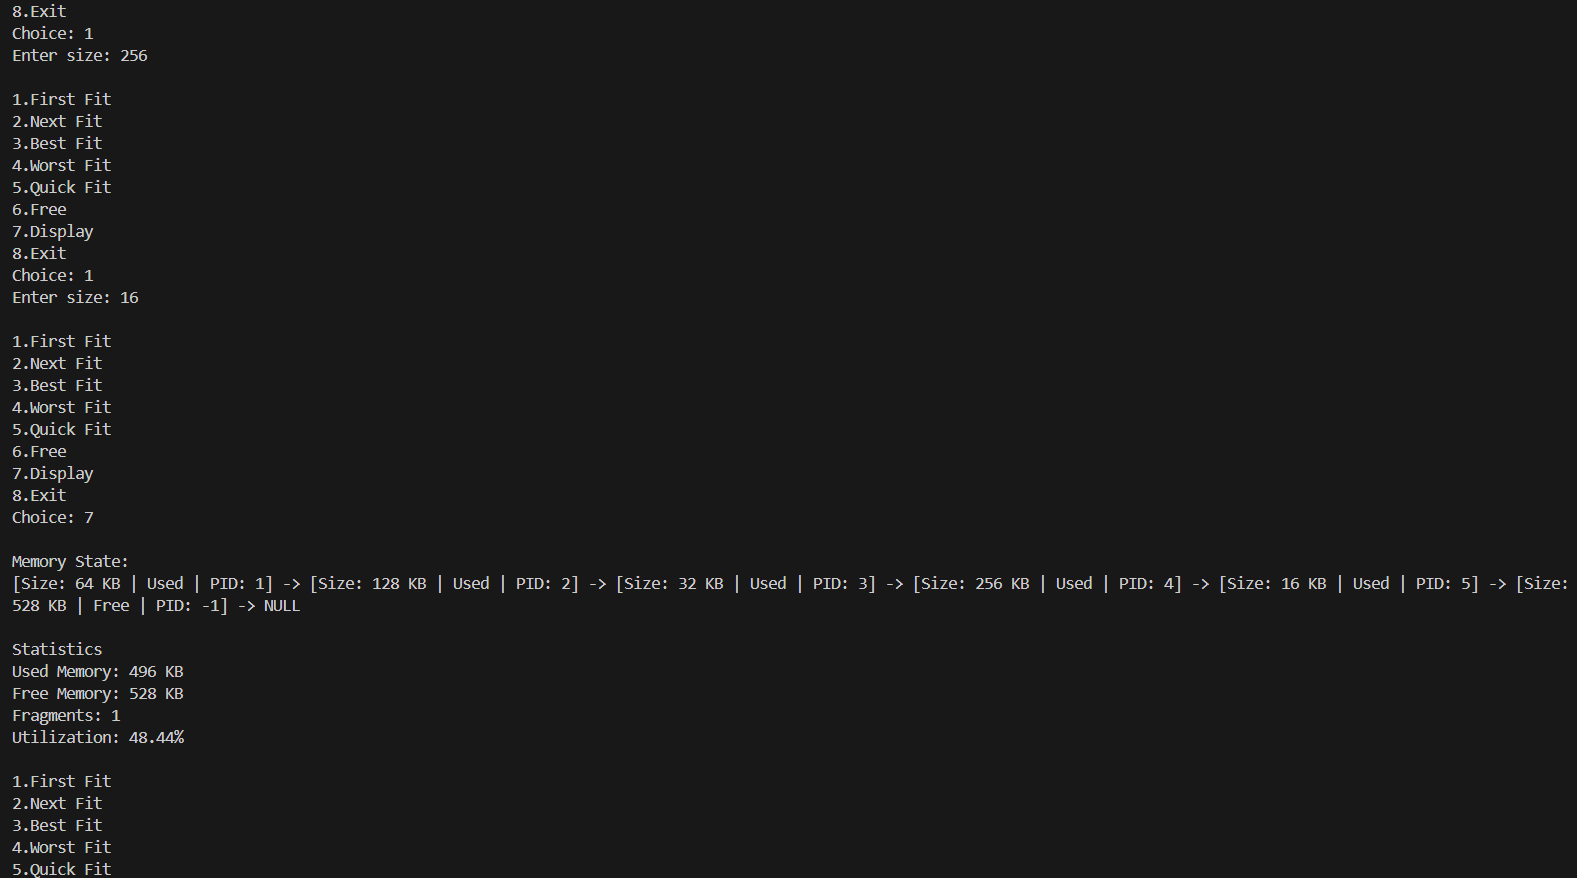 8.Exit
Choice: 1
Enter size: 256
1.First Fit
2.Next Fit
3.Best Fit
4.Worst Fit
5.Quick Fit
6.Free
7.Display
8.Exit
Choice: 1
Enter size: 16
1.First Fit
2.Next Fit
3.Best Fit
4.Worst Fit
5.Quick Fit
6.Free
7.Display
8.Exit
Choice: 7
Memory State:
[Size: 64 KB | Used | PID: 1] -> [Size: 128 KB | Used | PID: 2] -> [Size: 32 KB | Used | PID: 3] -> [Size: 256 KB | Used | PID: 4] -> [Size: 16 KB | Used | PID: 5] -> [Size:
528 KB | Free | PID: -1] -> NULL
Statistics
Used Memory: 496 KB
Free Memory: 528 KB
Fragments: 1
Utilization: 48.44%
1.First Fit
2.Next Fit
3.Best Fit
4.Worst Fit
5.Quick Fit